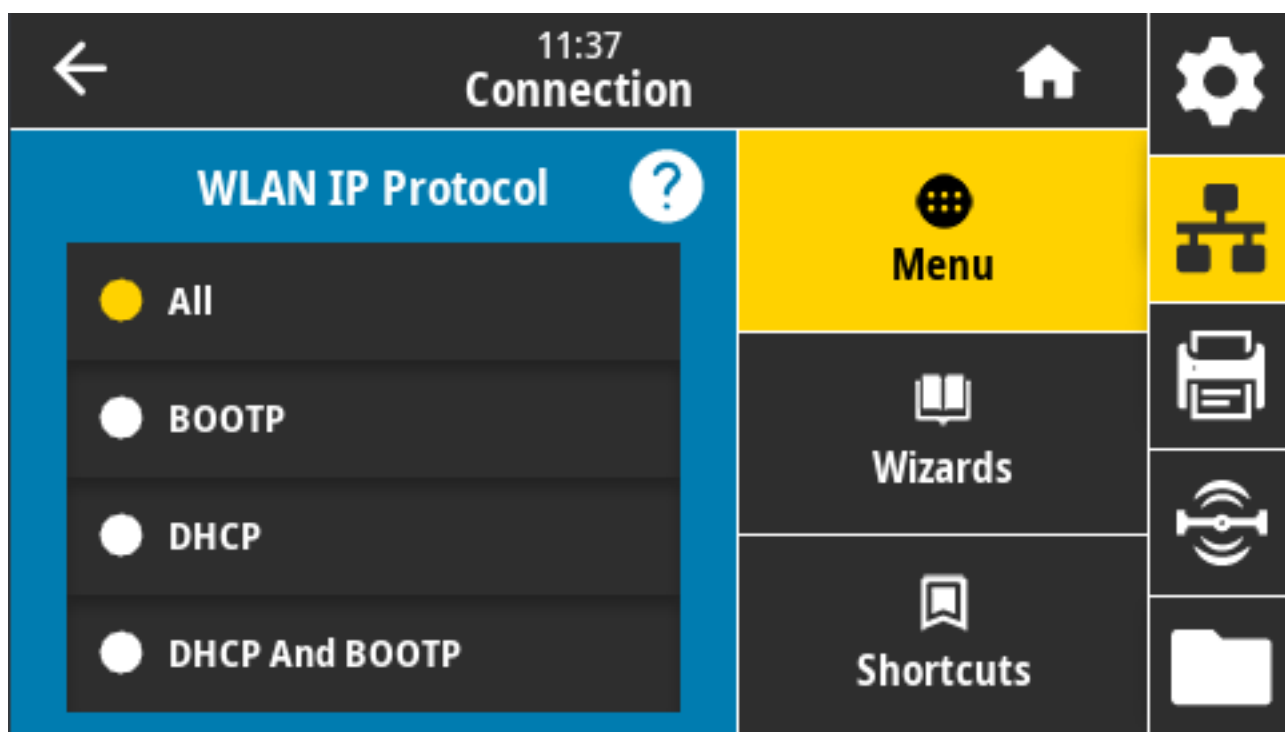 11:37
Connection
WLAN IP Protocol
?
All
BOOTP
DHCP
DHCP And BOOTP
Menu
Wizards
Shortcuts